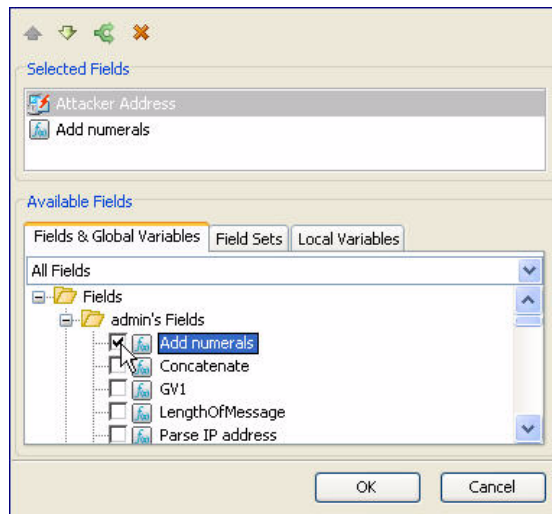 Selected Fields
Attacker Address
Add numerals
Available Fields
Fields & Global Variables Field Sets Local Variables
All Fields
Fields
admin's Fields
Add numerals
Concatenate
GV1
LengthOfMessage
Parse IP address
OK Cancel